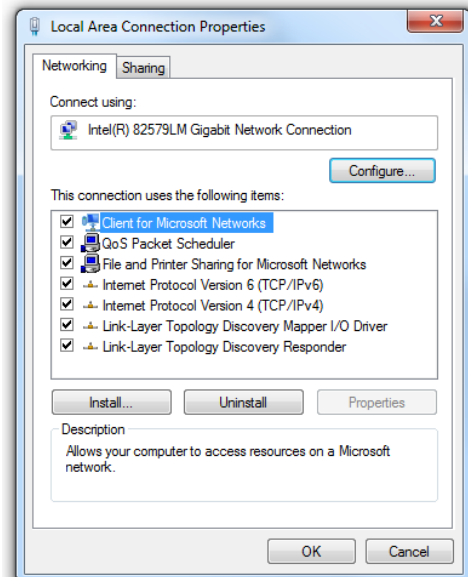 Local Area Connection Properties
Networking
Sharing
Connect using:
Intel(R) 82579LM Gigabit Network Connection
Configure...
This connection uses the following items:
Client for Microsoft Networks
QoS Packet Scheduler
File and Printer Sharing for Microsoft Networks
Internet Protocol Version 6 (TCP/IPv6)
Internet Protocol Version 4 (TCP/IPv4)
Link-Layer Topology Discovery Mapper I/O Driver
Link-Layer Topology Discovery Responder
Install...
Uninstall
Properties
Description
Allows your computer to access resources on a Microsoft
network.
OK
Cancel